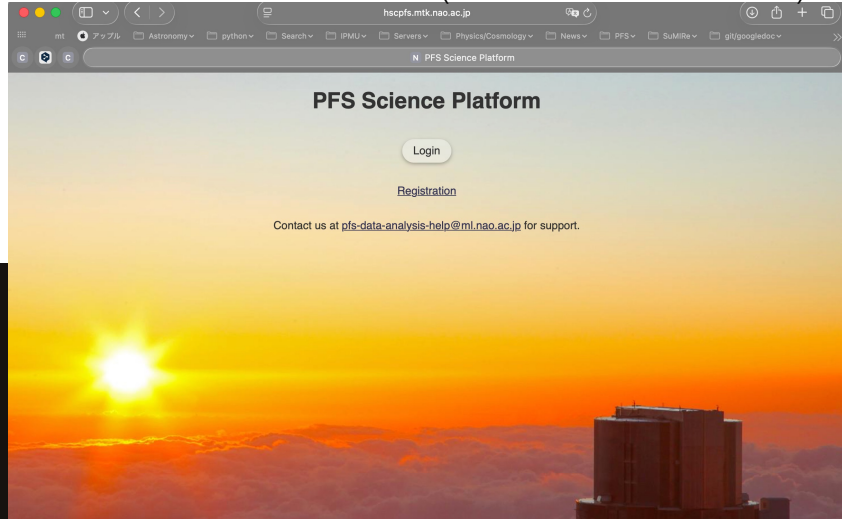 hscpfs.mtk.nao.ac.jp
mt アップル Astronomy python Search IPMU Servers Physics/Cosmology News PFS SuMIRe git/googledoc
C C N PFS Science Platform
PFS Science Platform
Login
Registration
Contact us at pfs-data-analysis-help@ml.nao.ac.jp for support.